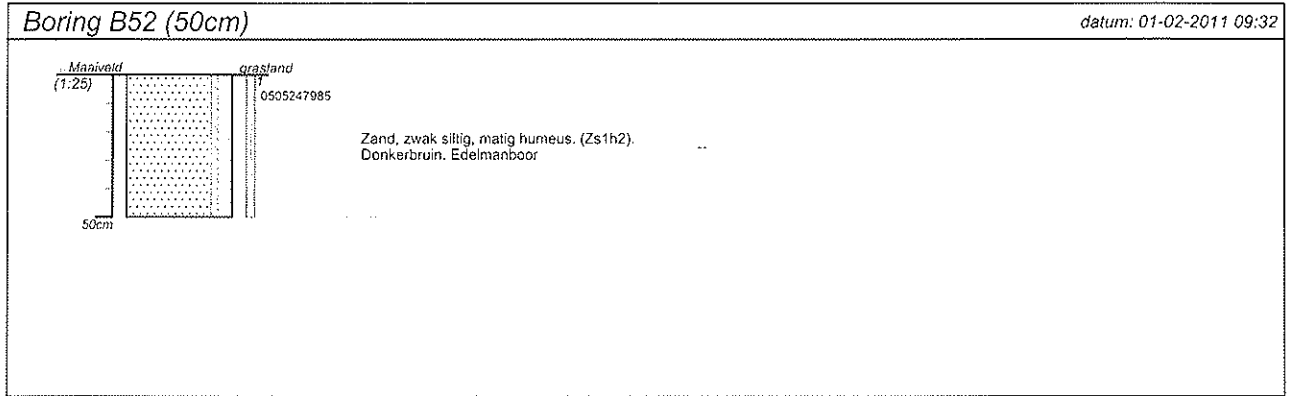 Boring B52 (50cm)
datum: 01-02-2011 09:32
Maaiveld
grasland
(1:25)
1
0505247985
Zand, zwak siltig, matig humeus. (Zs1h2).
Donkerbruin. Edelmanboor
50cm